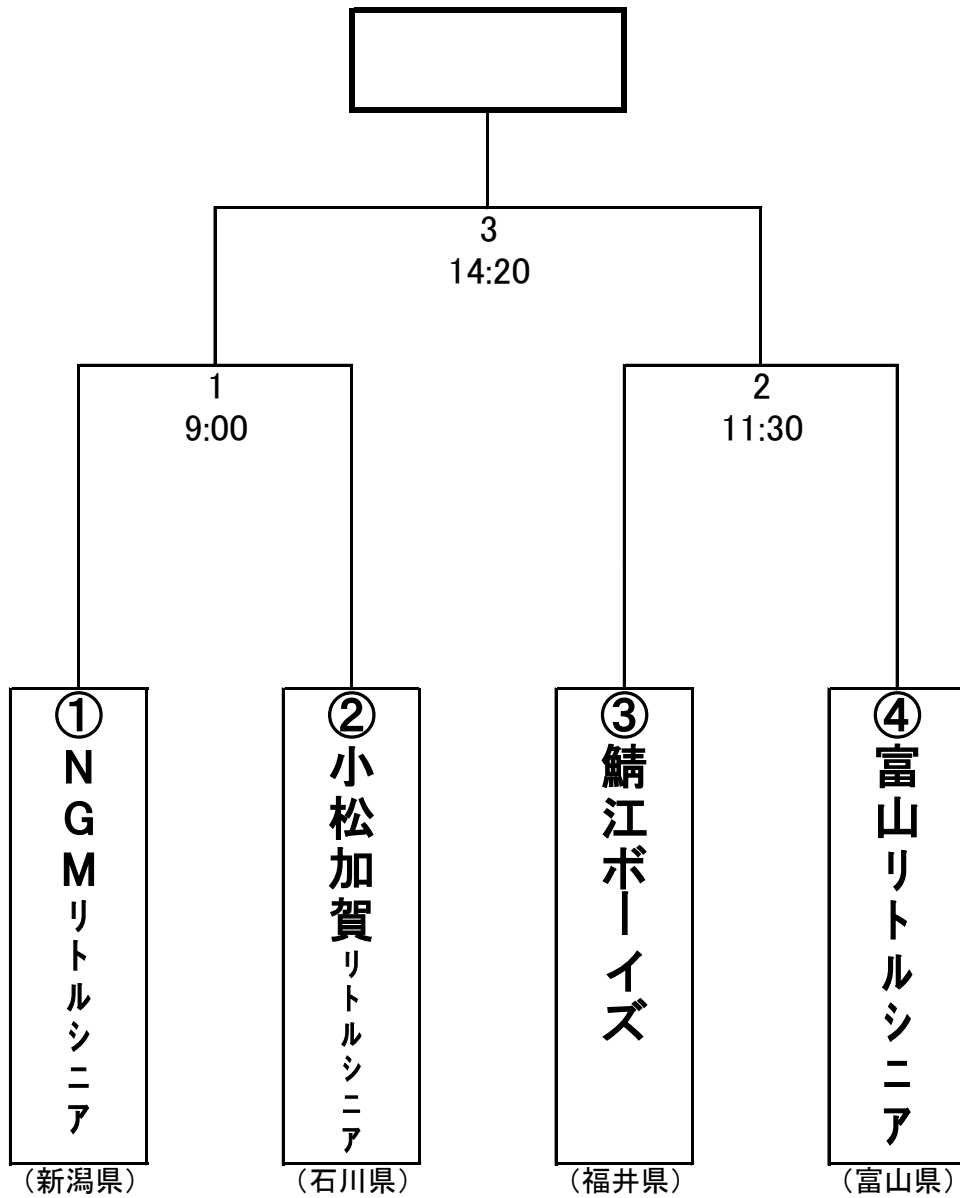 3
14:20
1
9:00
2
11:30
①NGMリトルシニア
②小松加賀リトルシニア
③鯖江ボーイズ
④富山リトルシニア
（新潟県）
（石川県）
（福井県）
（富山県）